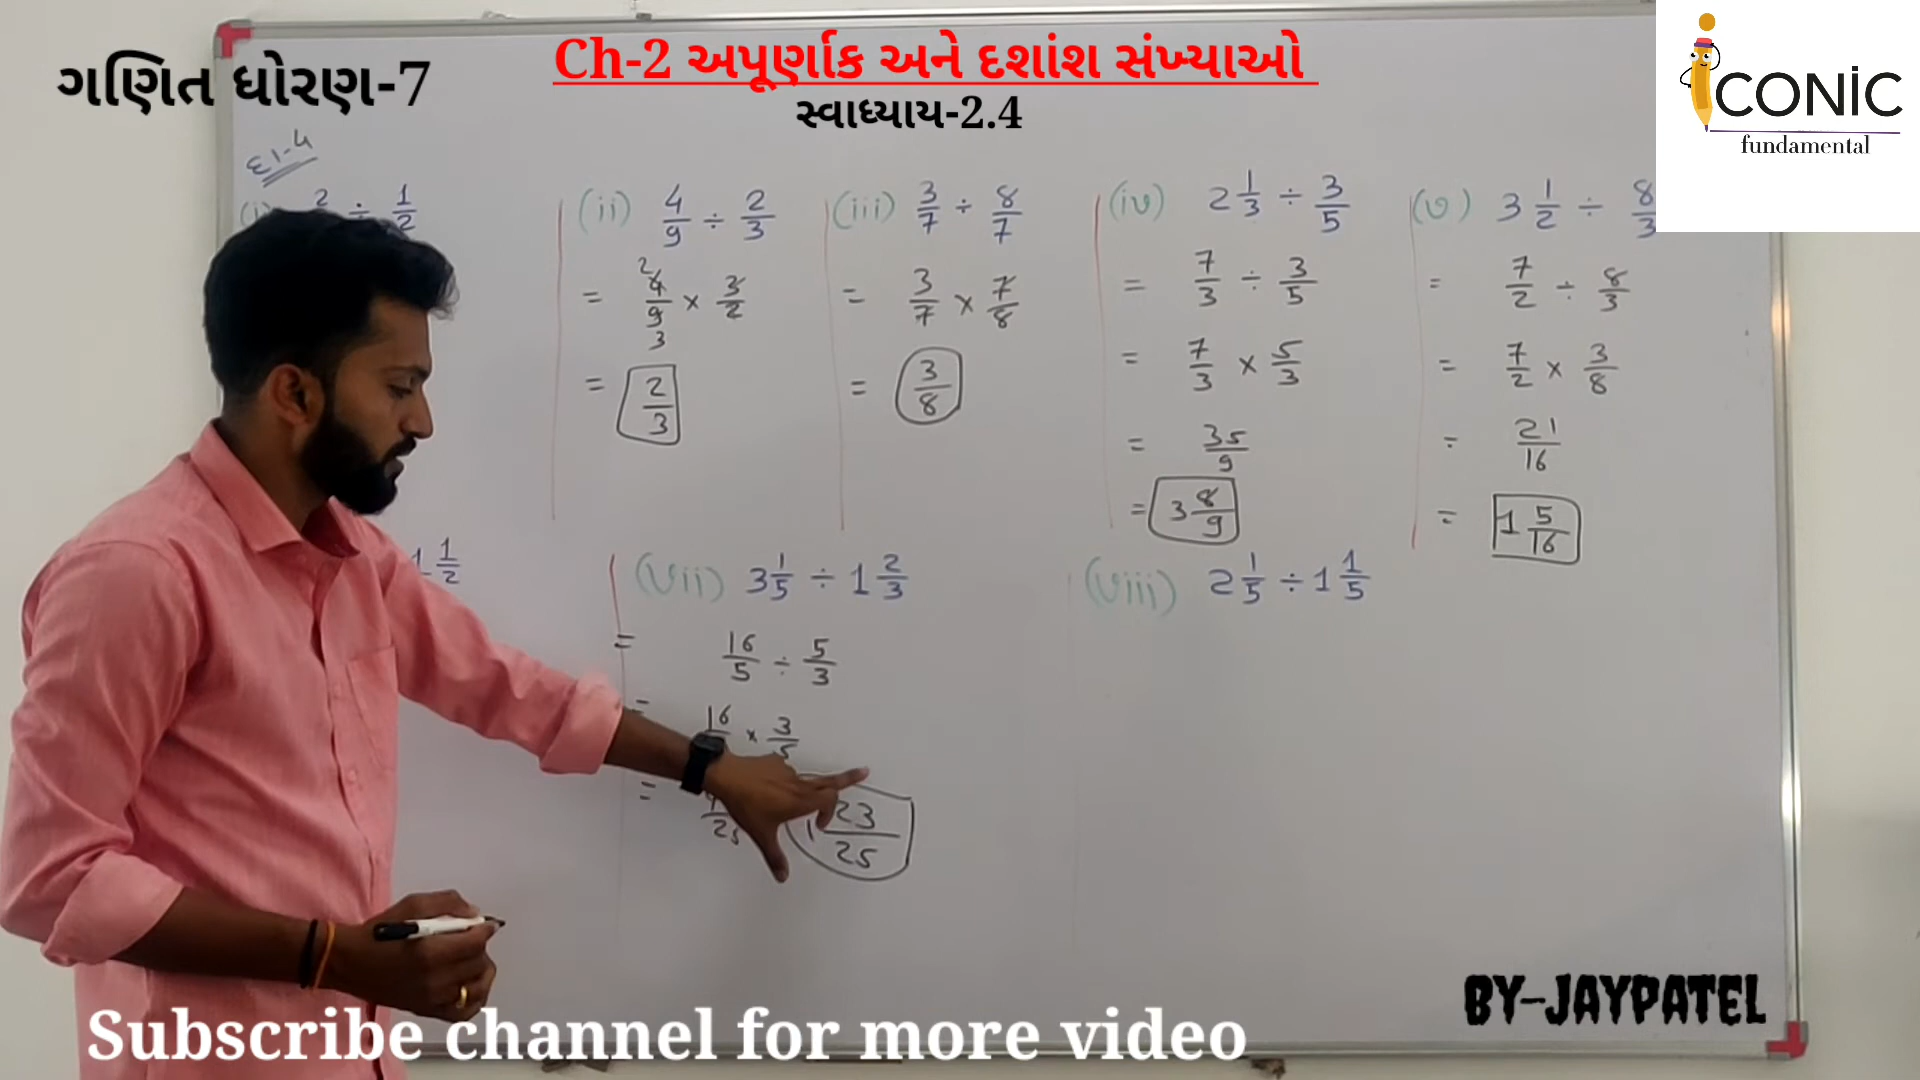 ગણિત ધોરણ-7
Ch-2 અપૂર્ણાક અને દશાંશ સંખ્યાઓ
સ્વાધ્યાય-2.4
iCONiC
fundamental
દા-૫
(ii) 4/9 ÷ 2/3
= 4/9 × 3/2
2
3
= 2/3
(iii) 3/7 ÷ 8/7
= 3/7 × 7/8
= 3/8
(iv) 2 1/3 ÷ 3/5
= 7/3 ÷ 3/5
= 7/3 × 5/3
= 35/9
= 3 8/9
(v) 3 1/2 ÷ 8/3
= 7/2 ÷ 8/3
= 7/2 × 3/8
= 21/16
= 1 5/16
1 1/2
(vii) 3 1/5 ÷ 1 2/3
= 16/5 ÷ 5/3
= 16 × 3/5
= 25
1 23/25
(viii) 2 1/5 ÷ 1 1/5
BY-JAYPATEL
Subscribe channel for more video